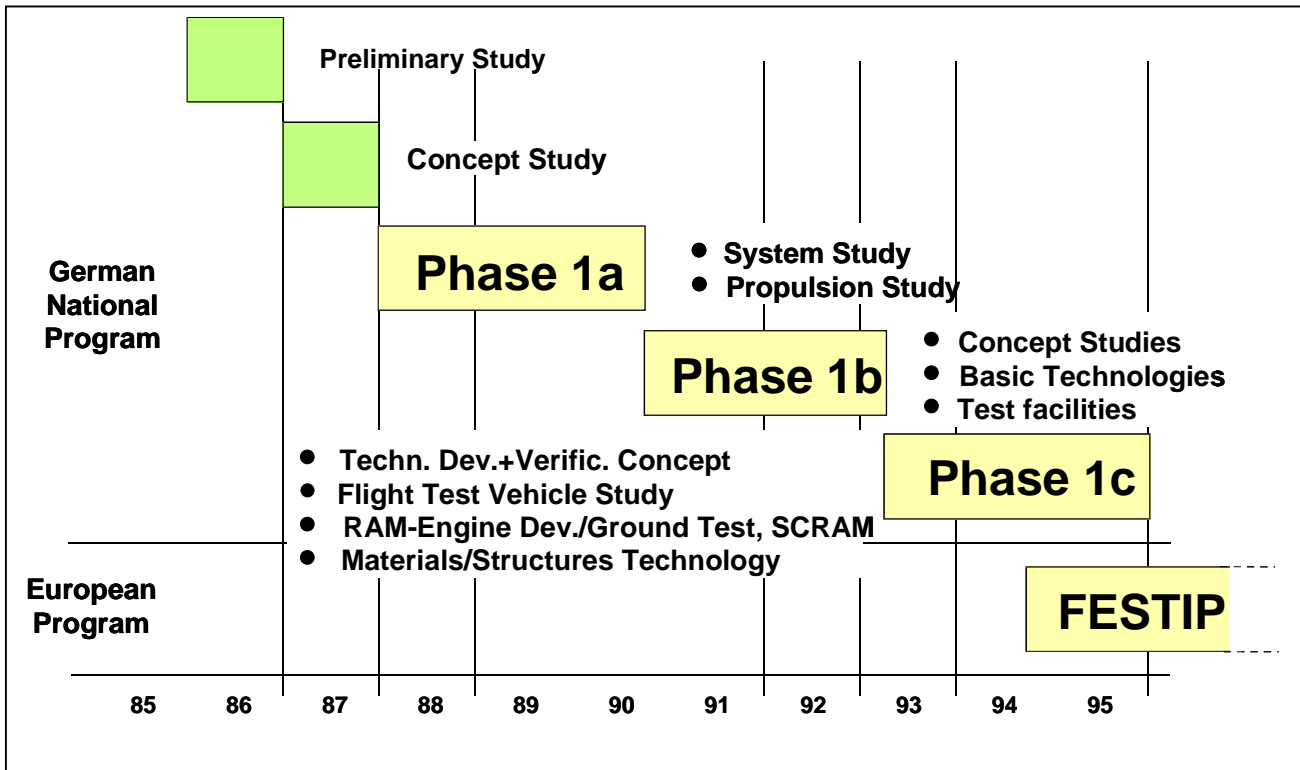 Preliminary Study
Concept Study
German
National
Program
Phase 1a
● System Study
● Propulsion Study
Phase 1b
● Concept Studies
● Basic Technologies
● Test facilities
● Techn. Dev.+Verific. Concept
● Flight Test Vehicle Study
● RAM-Engine Dev./Ground Test, SCRAM
● Materials/Structures Technology
Phase 1c
European
Program
FESTIP
85 86 87 88 89 90 91 92 93 94 95